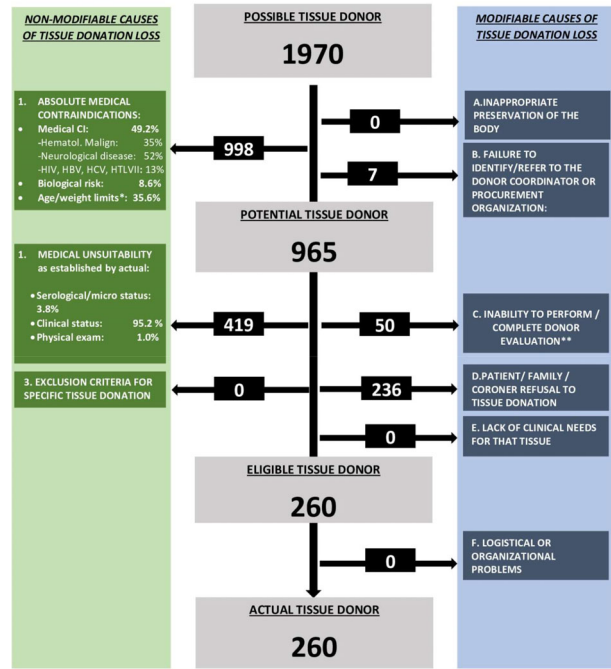 NON-MODIFIABLE CAUSES
OF TISSUE DONATION LOSS
1. ABSOLUTE MEDICAL
CONTRAINDICATIONS:
• Medical CI: 49.2%
-Hematol. Malign: 35%
-Neurological disease: 52%
-HIV, HBV, HCV, HTLVII: 13%
• Biological risk: 8.6%
• Age/weight limits*: 35.6%
1. MEDICAL UNSUITABILITY
as established by actual:
• Serological/micro status:
3.8%
• Clinical status: 95.2 %
• Physical exam: 1.0%
3. EXCLUSION CRITERIA FOR
SPECIFIC TISSUE DONATION
POSSIBLE TISSUE DONOR
1970
0
998
7
POTENTIAL TISSUE DONOR
965
419
50
0
236
0
ELIGIBLE TISSUE DONOR
260
0
ACTUAL TISSUE DONOR
260
MODIFIABLE CAUSES OF
TISSUE DONATION LOSS
A.INAPPROPRIATE
PRESERVATION OF THE
BODY
B. FAILURE TO
IDENTIFY/REFER TO THE
DONOR COORDINATOR OR
PROCUREMENT
ORGANIZATION:
C. INABILITY TO PERFORM /
COMPLETE DONOR
EVALUATION**
D.PATIENT/ FAMILY /
CORONER REFUSAL TO
TISSUE DONATION
E. LACK OF CLINICAL NEEDS
FOR THAT TISSUE
F. LOGISTICAL OR
ORGANIZATIONAL
PROBLEMS